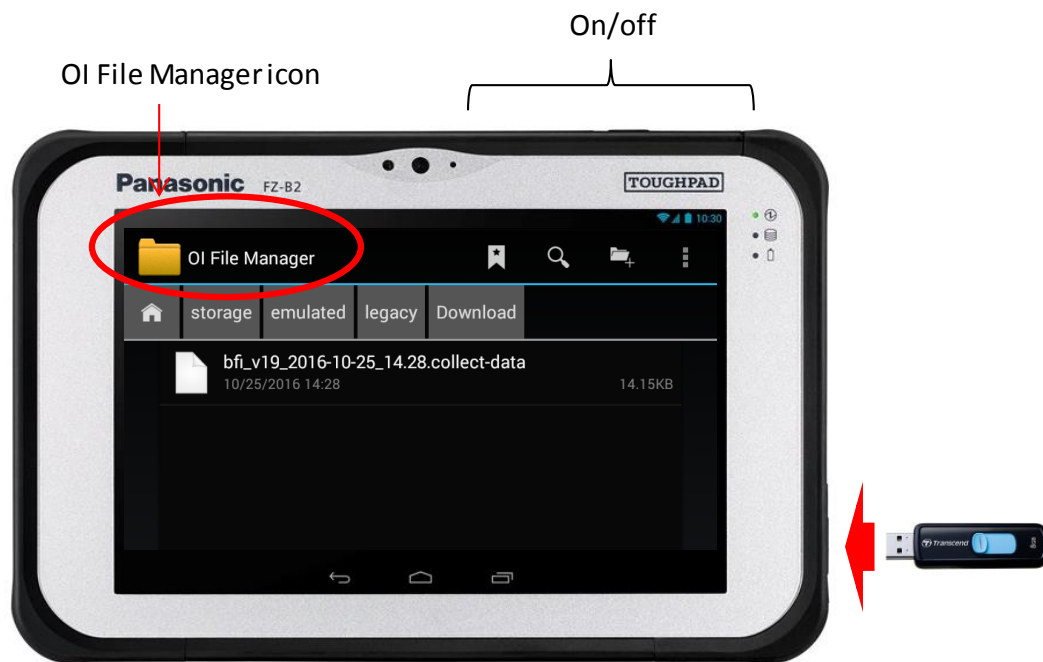 On/off
OI File Manager icon
Panasonic FZ-B2
TOUGHPAD
10:30
OI File Manager
storage emulated legacy Download
bfi_v19_2016-10-25_14.28.collect-data
10/25/2016 14:28
14.15KB
Transcend
8GB